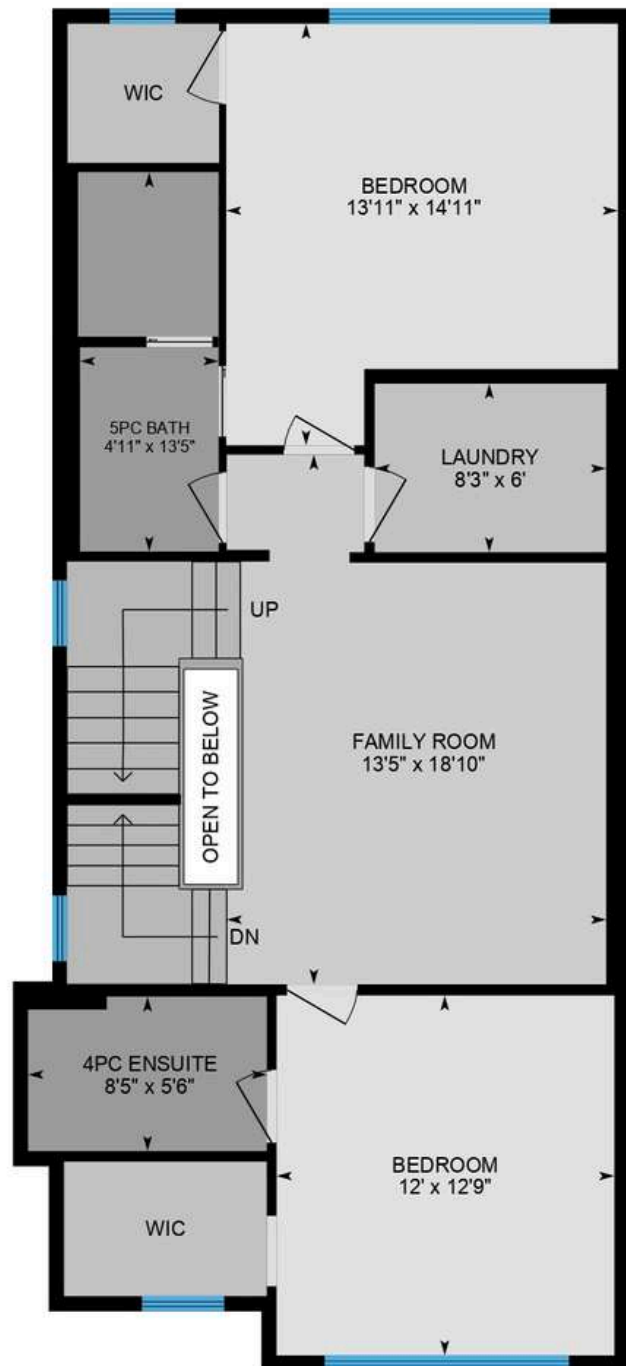 WIC
BEDROOM
13'11" x 14'11"
5PC BATH
4'11" x 13'5"
LAUNDRY
8'3" x 6'
UP
OPEN TO BELOW
FAMILY ROOM
13'5" x 18'10"
DN
4PC ENSUITE
8'5" x 5'6"
BEDROOM
12' x 12'9"
WIC